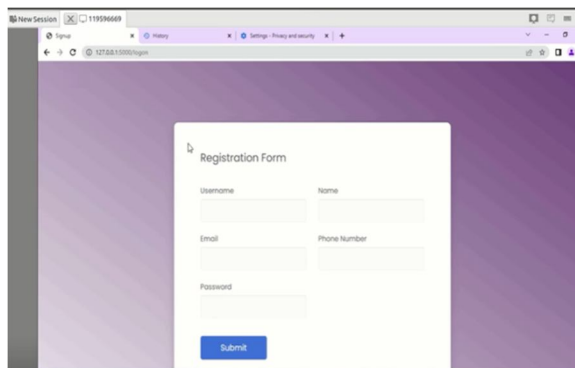 New Session 119596669
Signup History Settings - Privacy and security
127.0.0.1:5000/logon
Registration Form
Username Name
Email Phone Number
Password
Submit